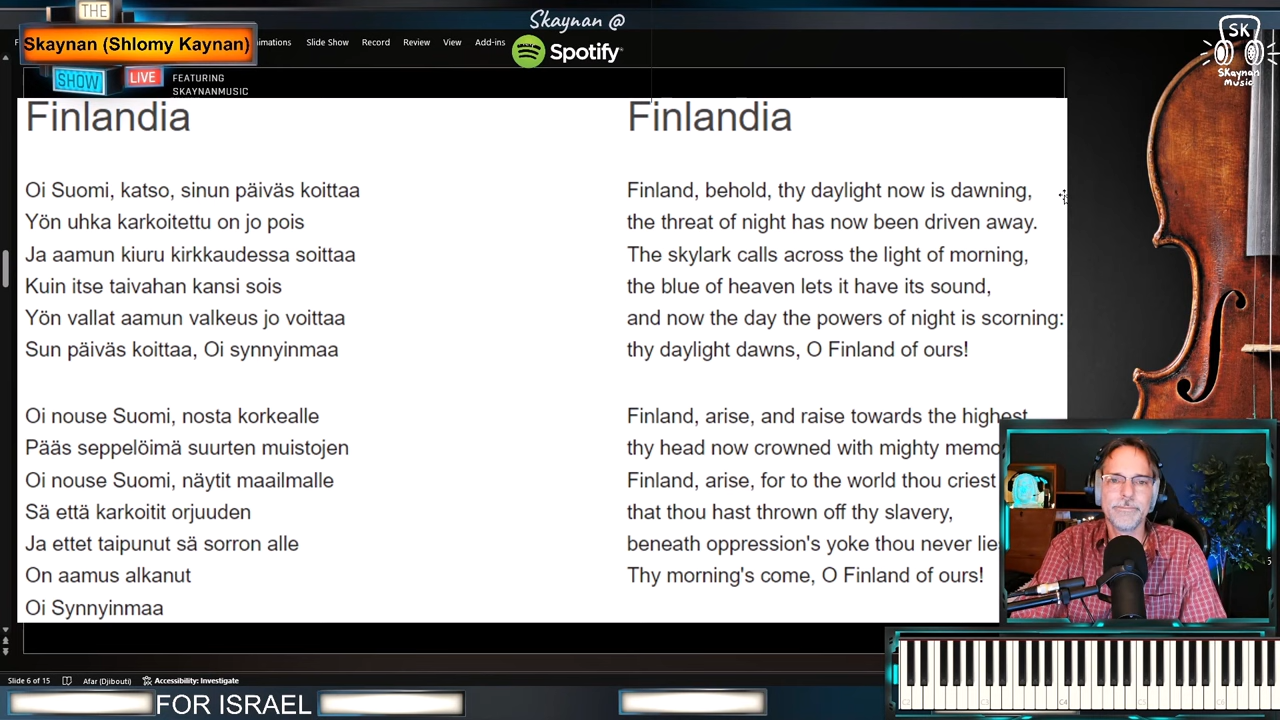 THE
Skaynan (Shlomy Kaynan)
SHOW
LIVE
FEATURING
SKAYNANMUSIC
Skaynan @
Spotify
Slide Show
Record
Review
View
Add-ins
SK
Skaynan
Music
Finlandia
Oi Suomi, katso, sinun päiväs koittaa
Yön uhka karkoitettu on jo pois
Ja aamun kiuru kirkkaudessa soittaa
Kuin itse taivahan kansi sois
Yön vallat aamun valkeus jo voittaa
Sun päiväs koittaa, Oi synnyinmaa
Oi nouse Suomi, nosta korkealle
Pääs seppelöimä suurten muistojen
Oi nouse Suomi, näytit maailmalle
Sä että karkoitit orjuuden
Ja ettet taipunut sä sorron alle
On aamus alkanut
Oi Synnyinmaa
Finlandia
Finland, behold, thy daylight now is dawning,
the threat of night has now been driven away.
The skylark calls across the light of morning,
the blue of heaven lets it have its sound,
and now the day the powers of night is scorning:
thy daylight dawns, O Finland of ours!
Finland, arise, and raise towards the highest
thy head now crowned with mighty memo
Finland, arise, for to the world thou criest
that thou hast thrown off thy slavery,
beneath oppression's yoke thou never lie
Thy morning's come, O Finland of ours!
Slide 6 of 15
Afar (Djibouti)
Accessibility: Investigate
FOR ISRAEL